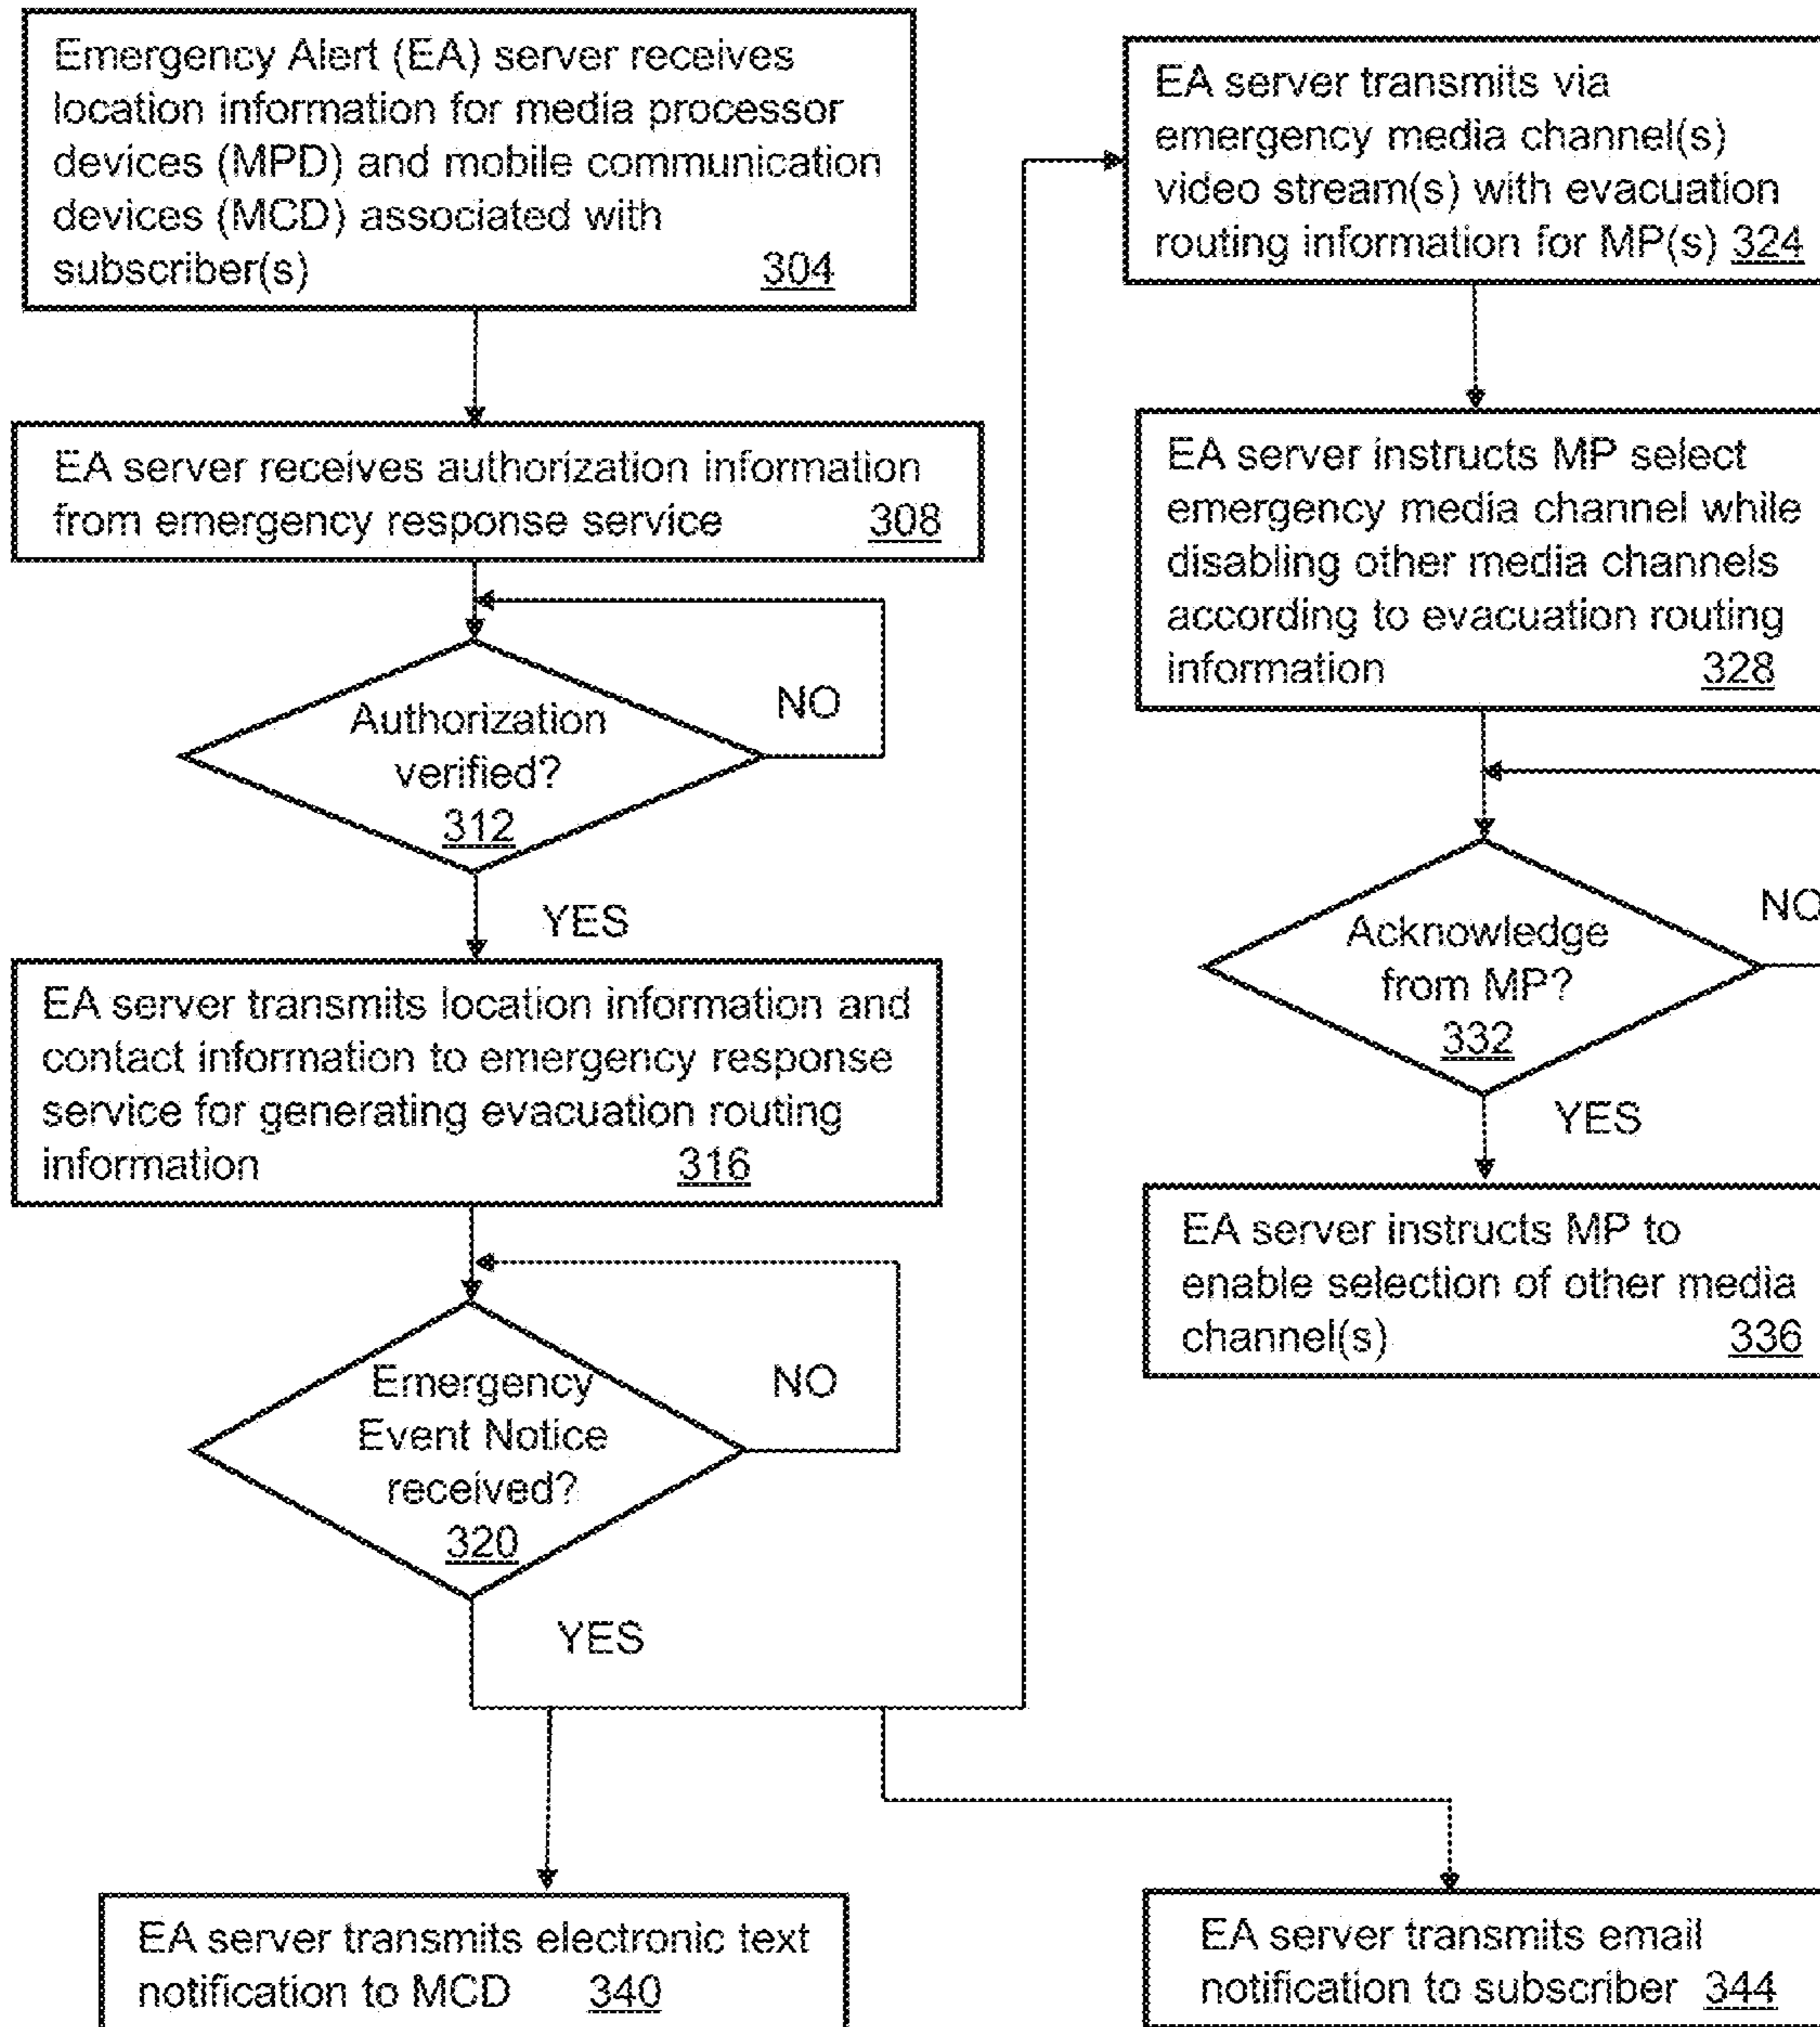 Emergency Alert (EA) server receives
location information for media processor
devices (MPD) and mobile communication
devices (MCD) associated with
subscriber(s) 304
EA server receives authorization information
from emergency response service 308
Authorization
verified?
312
NO
YES
EA server transmits location information and
contact information to emergency response
service for generating evacuation routing
information 316
Emergency
Event Notice
received?
320
NO
YES
EA server transmits via
emergency media channel(s)
video stream(s) with evacuation
routing information for MP(s) 324
EA server instructs MP select
emergency media channel while
disabling other media channels
according to evacuation routing
information 328
Acknowledge
from MP?
332
NO
YES
EA server instructs MP to
enable selection of other media
channel(s) 336
EA server transmits electronic text
notification to MCD 340
EA server transmits email
notification to subscriber 344